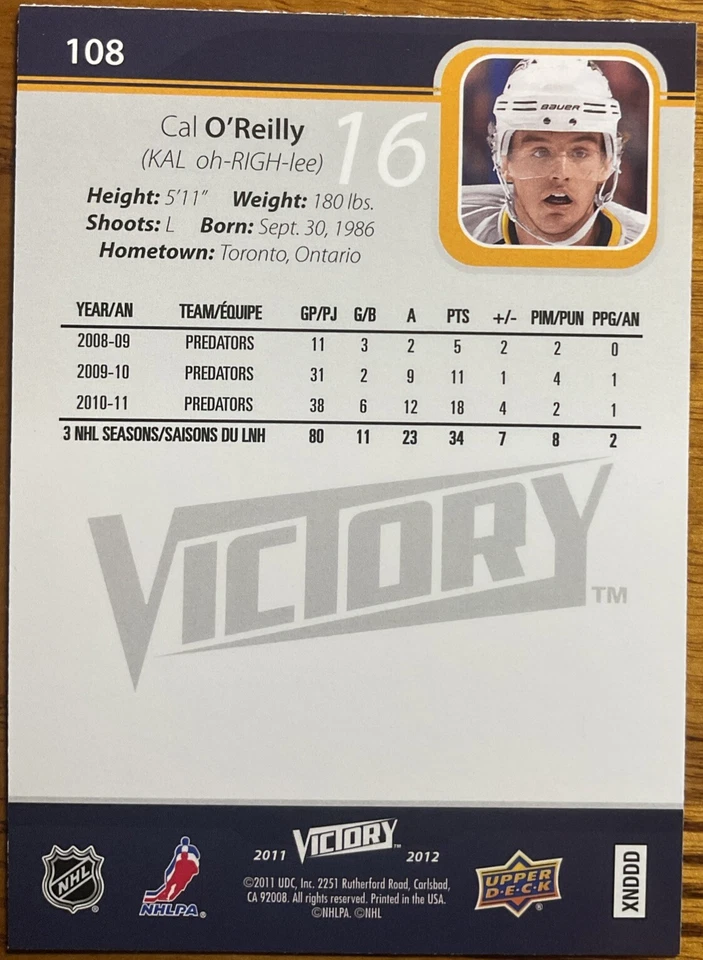 108
Cal O'Reilly
(KAL oh-RIGH-lee)
16
BAUER
Height: 5'11" Weight: 180 lbs.
Shoots: L Born: Sept. 30, 1986
Hometown: Toronto, Ontario
YEAR/AN TEAM/ÉQUIPE GP/PJ G/B A PTS +/- PIM/PUN PPG/AN
2008-09 PREDATORS 11 3 2 5 2 2 0
2009-10 PREDATORS 31 2 9 11 1 4 1
2010-11 PREDATORS 38 6 12 18 4 2 1
3 NHL SEASONS/SAISONS DU LNH 80 11 23 34 7 8 2
VICTORY TM
2011 VICTORY TM 2012
NHL
NHLPA®
©2011 UDC, Inc. 2251 Rutherford Road, Carlsbad,
CA 92008. All rights reserved. Printed in the USA.
©NHLPA. ©NHL
UPPER
D·E·C·K®
XNDDD